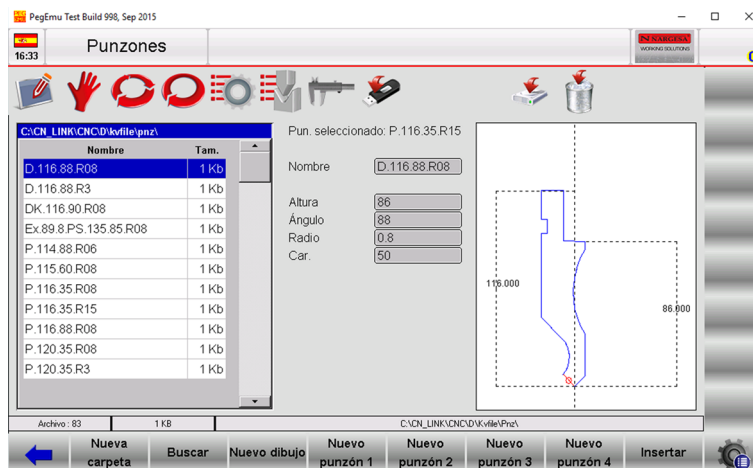 PegEmu Test Build 998, Sep 2015
16:33
Punzones
NARGESA
WORKING SOLUTIONS
C:\CN_LINK\CNC\D\kvfile\pnz\
Pun. seleccionado: P.116.35.R15
Nombre Tam.
D.116.88.R08 1 Kb
D.116.88.R3 1 Kb
DK.116.90.R08 1 Kb
Ex.89.8.PS.135.85.R08 1 Kb
P.114.88.R06 1 Kb
P.115.60.R08 1 Kb
P.116.35.R08 1 Kb
P.116.35.R15 1 Kb
P.116.88.R08 1 Kb
P.120.35.R08 1 Kb
P.120.35.R3 1 Kb
Nombre D.116.88.R08
Altura 86
Ángulo 88
Radio 0.8
Car. 50
116.000
86.000
Archivo : 83 1 KB C:\CN_LINK\CNC\D\Kvfile\Pnz\
Nueva carpeta
Buscar
Nuevo dibujo
Nuevo punzón 1
Nuevo punzón 2
Nuevo punzón 3
Nuevo punzón 4
Insertar